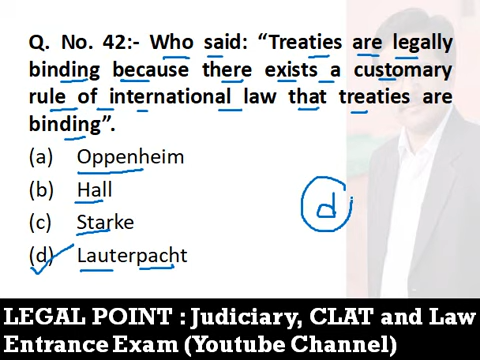 Q. No. 42:- Who said: “Treaties are legally
binding because there exists a customary
rule of international law that treaties are
binding”.
(a) Oppenheim
(b) Hall
(c) Starke
(d) Lauterpacht
d
LEGAL POINT : Judiciary, CLAT and Law
Entrance Exam (Youtube Channel)